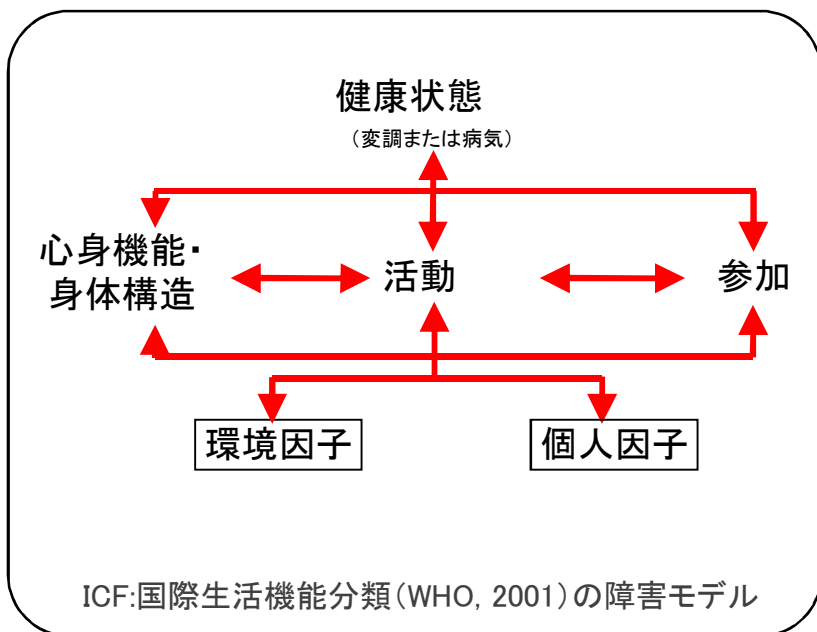 健康状態
（変調または病気）
心身機能・
身体構造
活動
参加
環境因子
個人因子
ICF:国際生活機能分類（WHO, 2001）の障害モデル